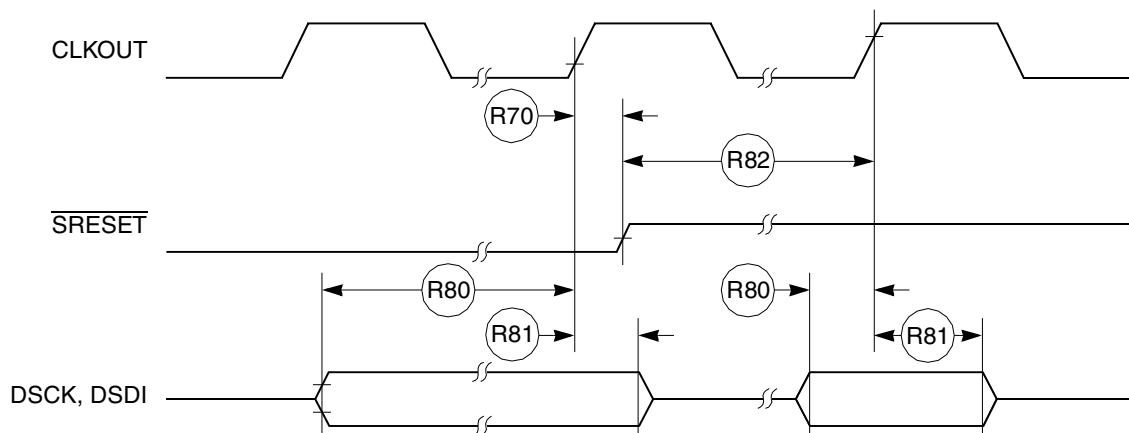 CLKOUT
R70
R82
SRESET
R80
R80
R81
R81
DSCK, DSDI